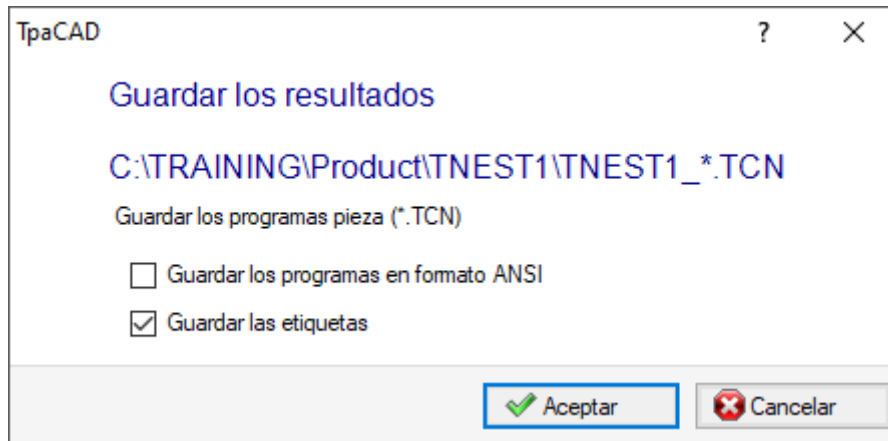 TpaCAD ?
Guardar los resultados
C:\TRAINING\Product\TNEST1\TNEST1_*.TCN
Guardar los programas pieza (*.TCN)
Guardar los programas en formato ANSI
Guardar las etiquetas
Aceptar Cancelar